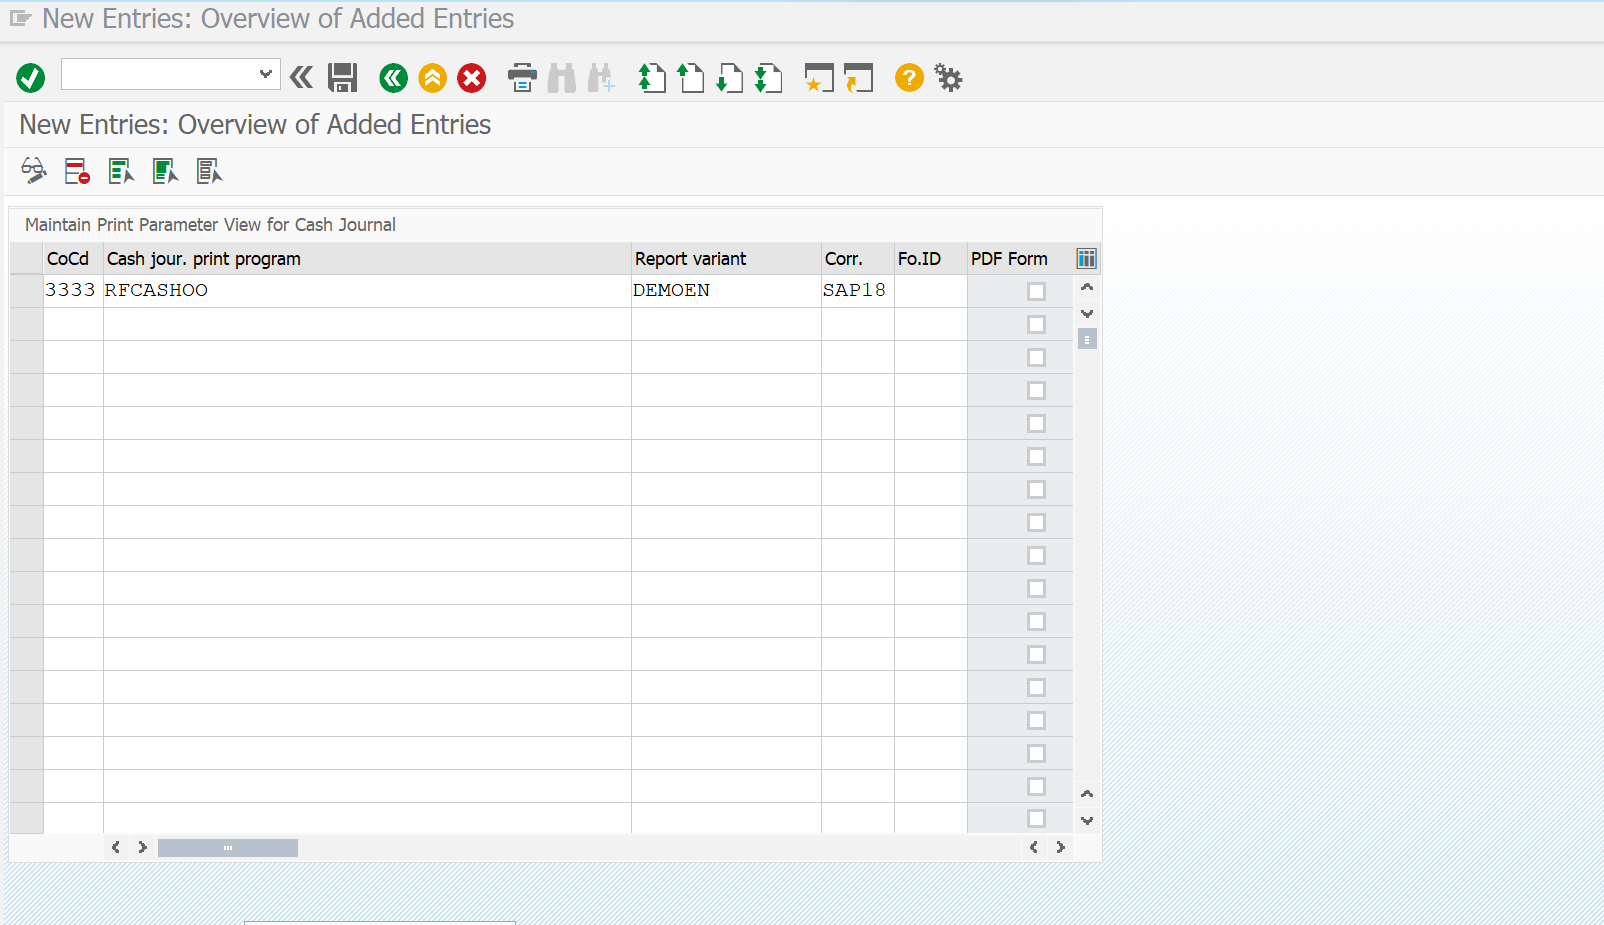 New Entries: Overview of Added Entries
New Entries: Overview of Added Entries
Maintain Print Parameter View for Cash Journal
CoCd Cash jour. print program Report variant Corr. Fo.ID PDF Form
3333 RFCASHOO DEMOEN SAP18